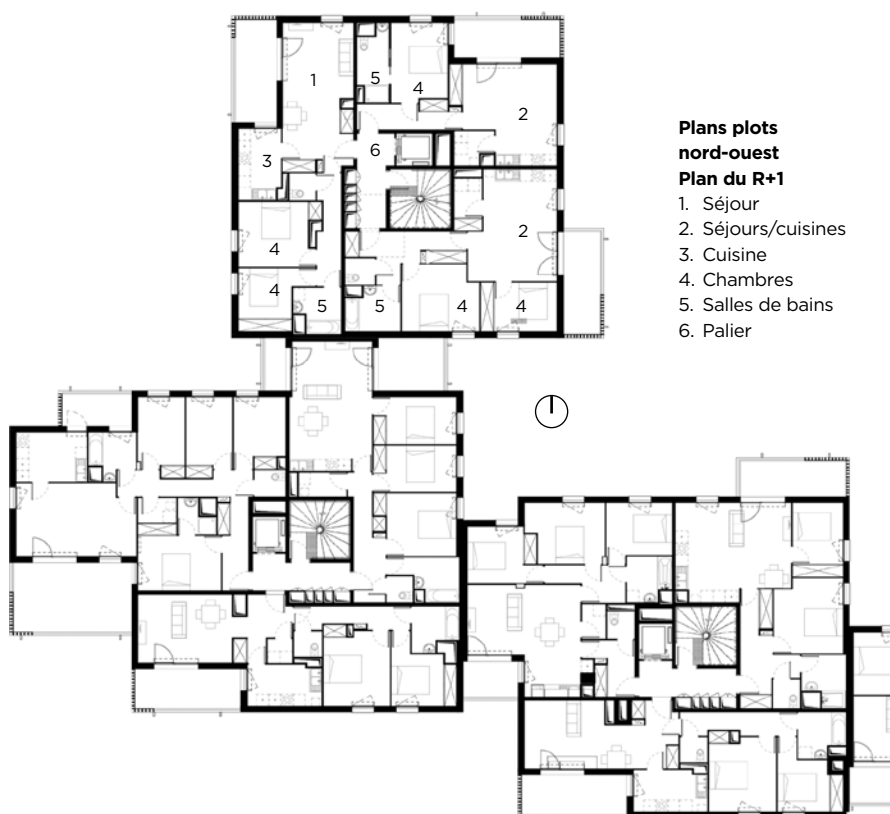 1
5
4
2
3
6
4
2
4
5
5
4
4
Plans plots
nord-ouest
Plan du R+1
1. Séjour
2. Séjours/cuisines
3. Cuisine
4. Chambres
5. Salles de bains
6. Palier